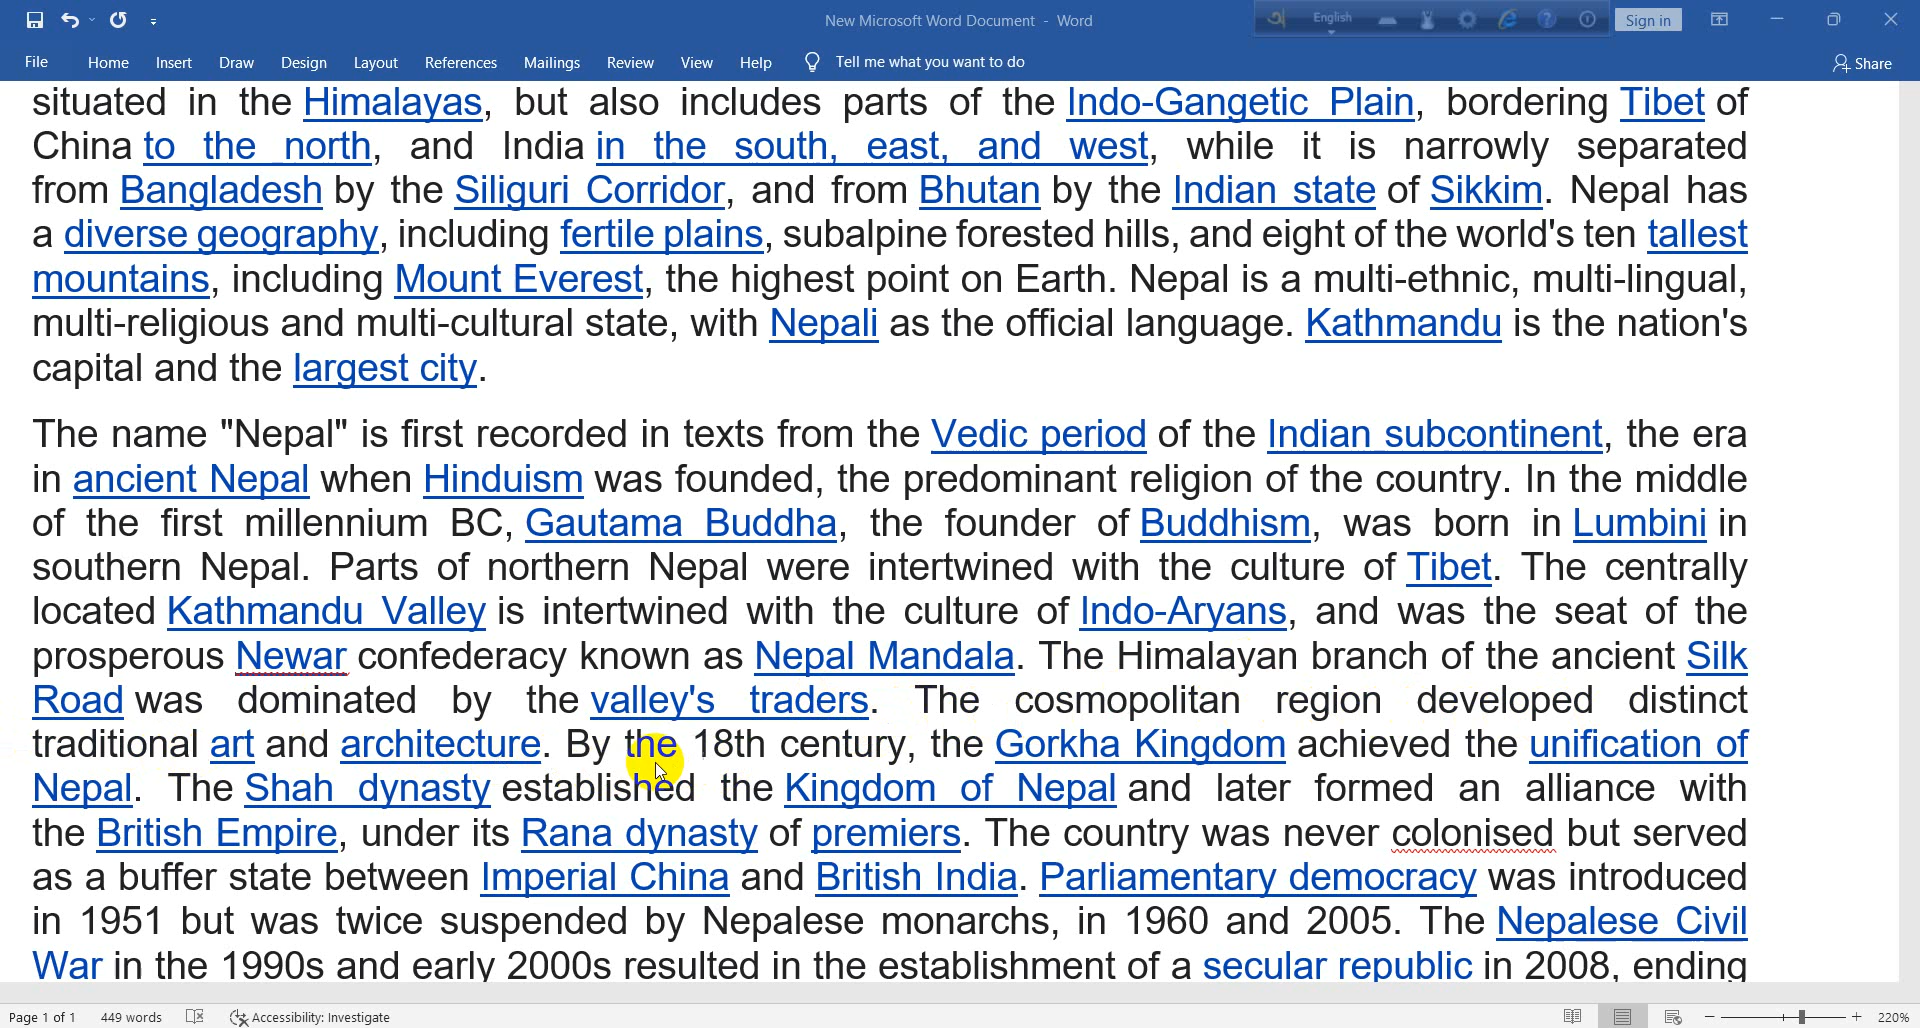 New Microsoft Word Document - Word
English
Sign in
File Home Insert Draw Design Layout References Mailings Review View Help Tell me what you want to do Share
situated in the Himalayas, but also includes parts of the Indo-Gangetic Plain, bordering Tibet of
China to the north, and India in the south, east, and west, while it is narrowly separated
from Bangladesh by the Siliguri Corridor, and from Bhutan by the Indian state of Sikkim. Nepal has
a diverse geography, including fertile plains, subalpine forested hills, and eight of the world's ten tallest
mountains, including Mount Everest, the highest point on Earth. Nepal is a multi-ethnic, multi-lingual,
multi-religious and multi-cultural state, with Nepali as the official language. Kathmandu is the nation's
capital and the largest city.
The name "Nepal" is first recorded in texts from the Vedic period of the Indian subcontinent, the era
in ancient Nepal when Hinduism was founded, the predominant religion of the country. In the middle
of the first millennium BC, Gautama Buddha, the founder of Buddhism, was born in Lumbini in
southern Nepal. Parts of northern Nepal were intertwined with the culture of Tibet. The centrally
located Kathmandu Valley is intertwined with the culture of Indo-Aryans, and was the seat of the
prosperous Newar confederacy known as Nepal Mandala. The Himalayan branch of the ancient Silk
Road was dominated by the valley's traders. The cosmopolitan region developed distinct
traditional art and architecture. By the 18th century, the Gorkha Kingdom achieved the unification of
Nepal. The Shah dynasty established the Kingdom of Nepal and later formed an alliance with
the British Empire, under its Rana dynasty of premiers. The country was never colonised but served
as a buffer state between Imperial China and British India. Parliamentary democracy was introduced
in 1951 but was twice suspended by Nepalese monarchs, in 1960 and 2005. The Nepalese Civil
War in the 1990s and early 2000s resulted in the establishment of a secular republic in 2008, ending
Page 1 of 1 449 words Accessibility: Investigate 220%